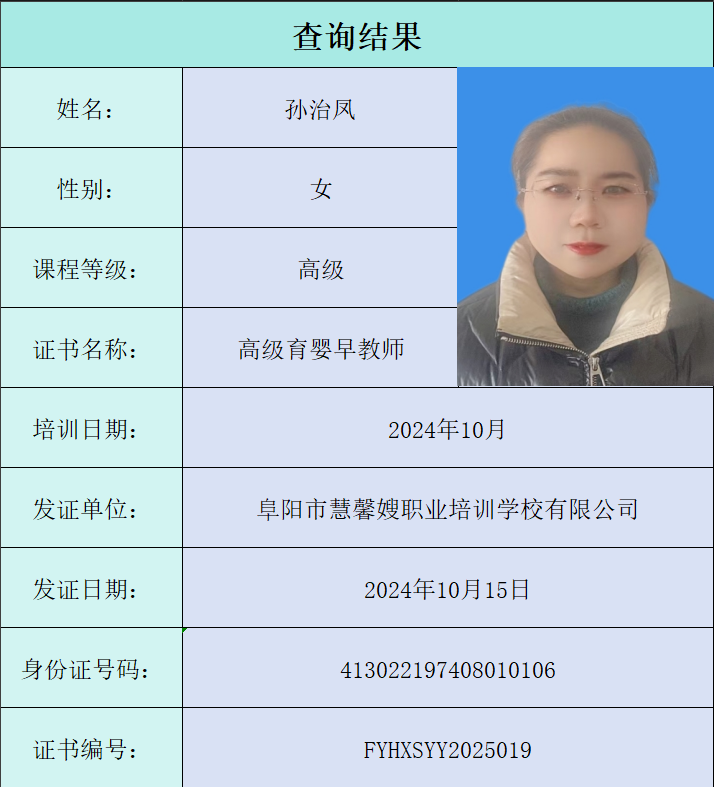 查询结果
姓名： 孙治凤
性别： 女
课程等级： 高级
证书名称： 高级育婴早教师
培训日期： 2024年10月
发证单位： 阜阳市慧馨嫂职业培训学校有限公司
发证日期： 2024年10月15日
身份证号码： 413022197408010106
证书编号： FYHXSYY2025019